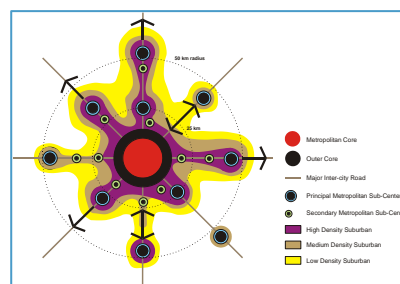 50 km radius
25 km
Metropolitan Core
Outer Core
Major Inter-city Road
Principal Metropolitan Sub-Center
Secondary Metropolitan Sub-Cen
High Density Suburban
Medium Density Suburban
Low Density Suburban